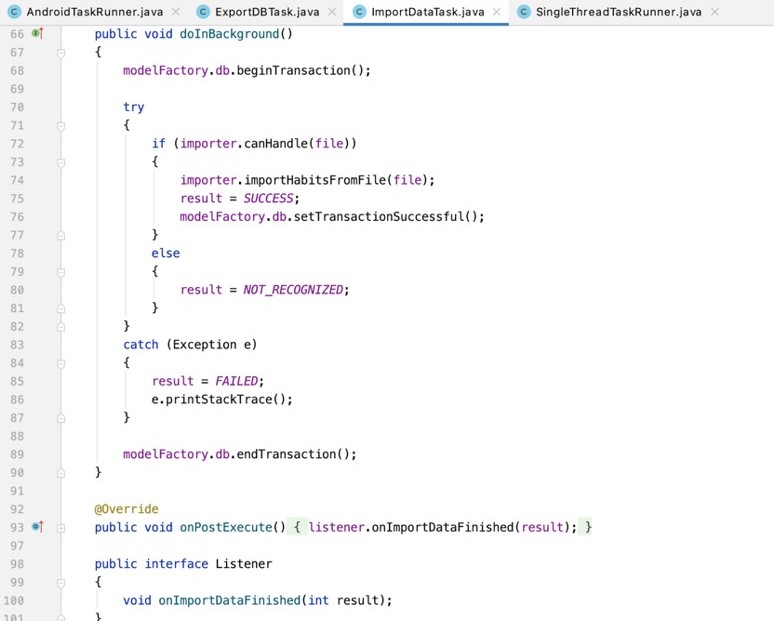 AndroidTaskRunner.java × ExportDBTask.java × ImportDataTask.java × SingleThreadTaskRunner.java ×
66 public void doInBackground()
67 {
68 modelFactory.db.beginTransaction();
69
70 try
71 {
72 if (importer.canHandle(file))
73 {
74 importer.importHabitsFromFile(file);
75 result = SUCCESS;
76 modelFactory.db.setTransactionSuccessful();
77 }
78 else
79 {
80 result = NOT_RECOGNIZED;
81 }
82 }
83 catch (Exception e)
84 {
85 result = FAILED;
86 e.printStackTrace();
87 }
88
89 modelFactory.db.endTransaction();
90 }
91
92 @Override
93 public void onPostExecute() { listener.onImportDataFinished(result); }
97
98 public interface Listener
99 {
100 void onImportDataFinished(int result);
101 }